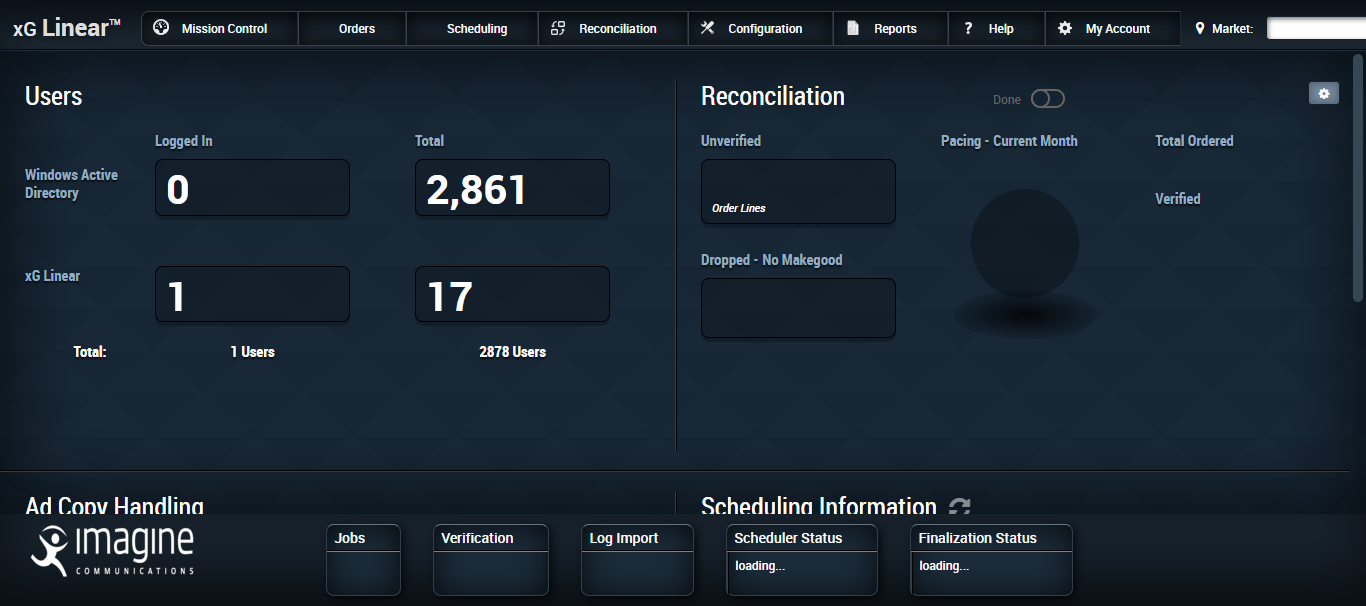 xG Linear™
Mission Control
Orders
Scheduling
Reconciliation
Configuration
Reports
? Help
My Account
Market:
Users
Logged In
Total
Windows Active
Directory
0
2,861
xG Linear
1
17
Total:
1 Users
2878 Users
Reconciliation
Done
Unverified
Pacing - Current Month
Total Ordered
Order Lines
Verified
Dropped - No Makegood
Ad Copy Handling
Scheduling Information
imagine
COMMUNICATIONS
Jobs
Verification
Log Import
Scheduler Status
loading...
Finalization Status
loading...